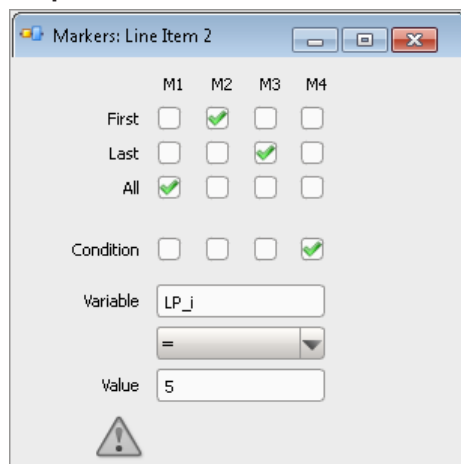 Markers: Line Item 2
M1 M2 M3 M4
First
Last
All
Condition
Variable LP_i
=
Value 5